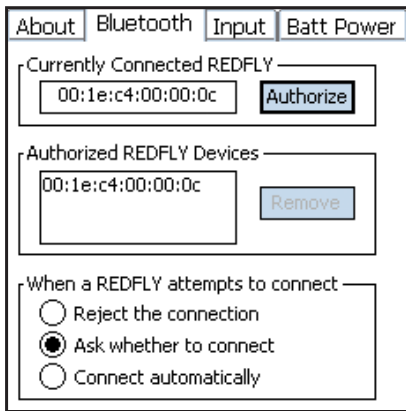 About Bluetooth Input Batt Power
Currently Connected REDFLY
00:1e:c4:00:00:0c Authorize
Authorized REDFLY Devices
00:1e:c4:00:00:0c
Remove
When a REDFLY attempts to connect
Reject the connection
Ask whether to connect
Connect automatically